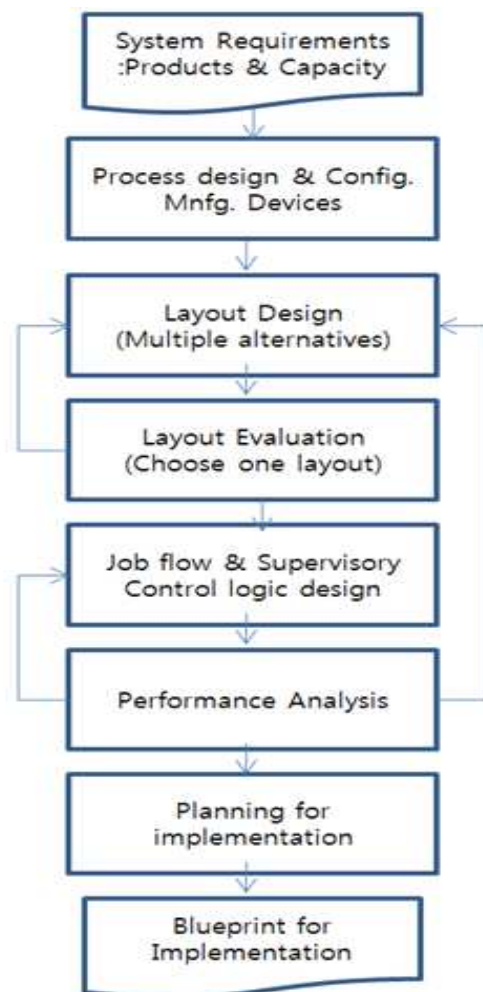 System Requirements
:Products & Capacity
Process design & Config.
Mnfg. Devices
Layout Design
(Multiple alternatives)
Layout Evaluation
(Choose one layout)
Job flow & Supervisory
Control logic design
Performance Analysis
Planning for
implementation
Blueprint for
Implementation